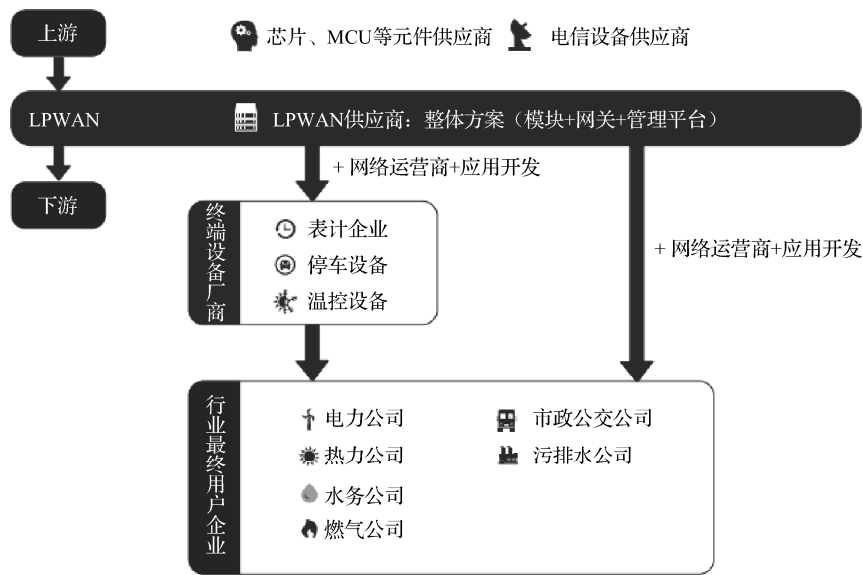 上游
芯片、MCU等元件供应商
电信设备供应商
LPWAN
LPWAN供应商：整体方案（模块+网关+管理平台）
+ 网络运营商+应用开发
下游
终端设备厂商
表计企业
停车设备
温控设备
+ 网络运营商+应用开发
行业最终用户企业
电力公司
市政公交公司
热力公司
污排水公司
水务公司
燃气公司